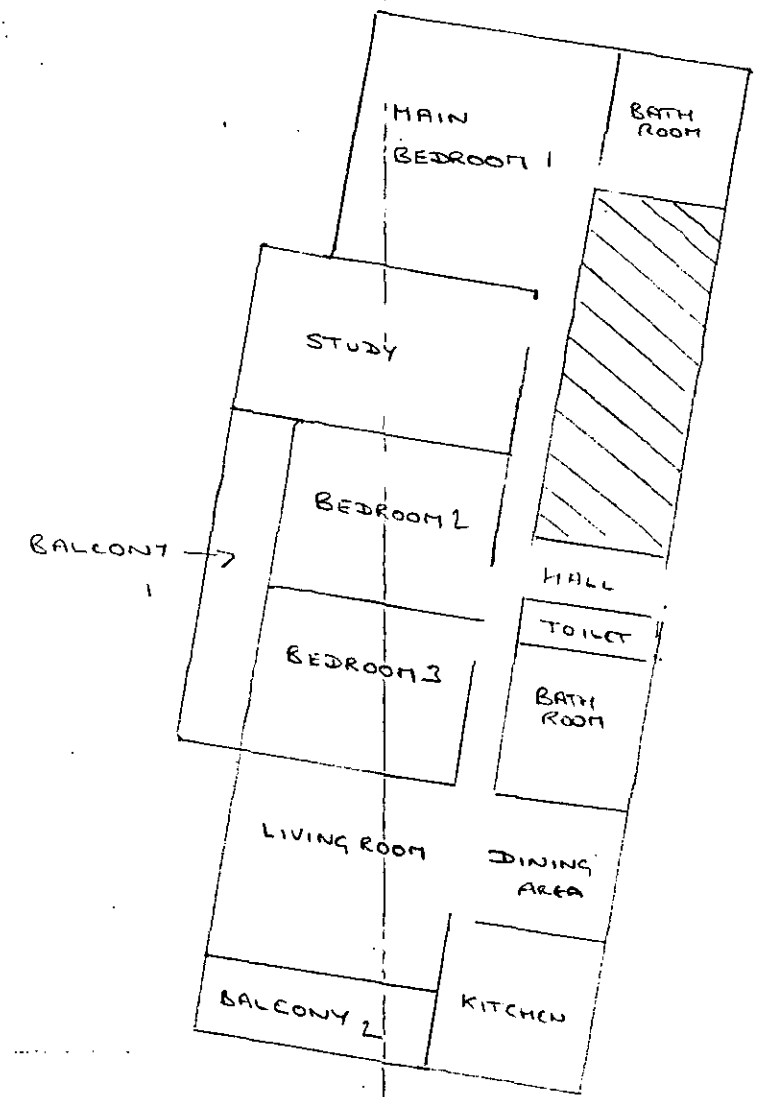 MAIN
BEDROOM 1
BATH
ROOM
STUDY
BEDROOM 2
BALCONY
1
HALL
TOILET
BEDROOM 3
BATH
ROOM
LIVING ROOM
DINING
AREA
BALCONY 2
KITCHEN